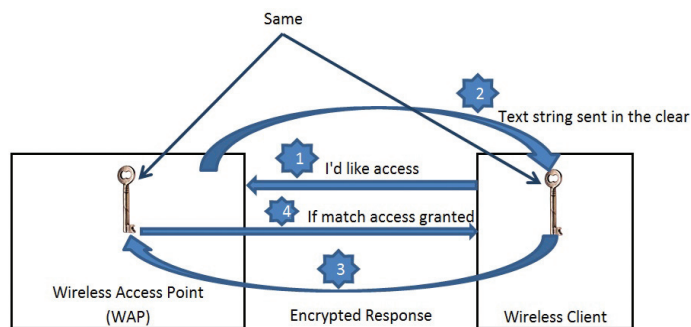 Same
2
Text string sent in the clear
1
I'd like access
4
If match access granted
3
Wireless Access Point
(WAP)
Encrypted Response
Wireless Client